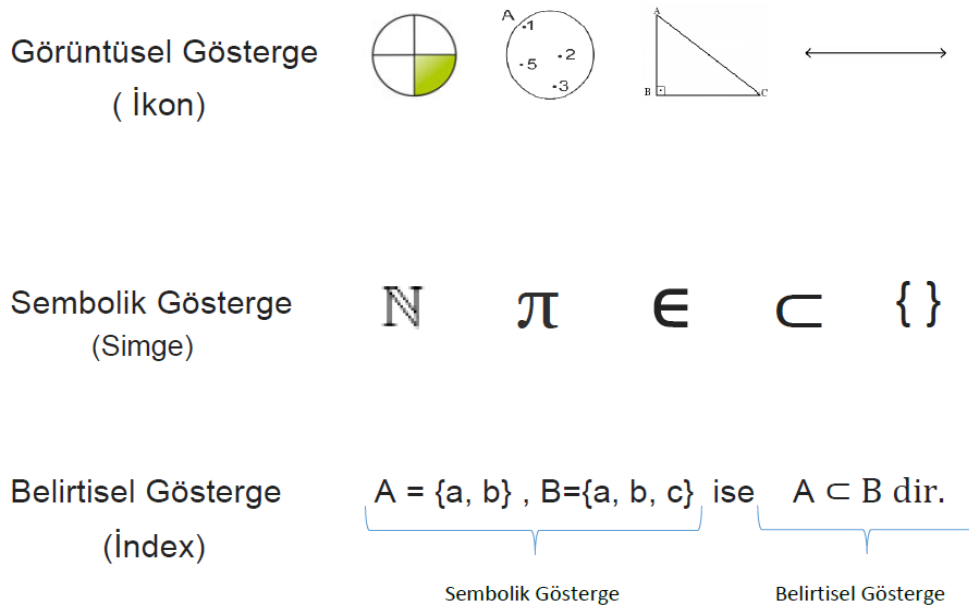 Görüntüsel Gösterge
( İkon)
A
.1
.2
.5
.3
A
B
C
Sembolik Gösterge
(Simge)
ℕ π ∈ ⊂ { }
Belirtisel Gösterge
(İndex)
A = {a, b} , B={a, b, c} ise A ⊂ B dir.
Sembolik Gösterge Belirtisel Gösterge